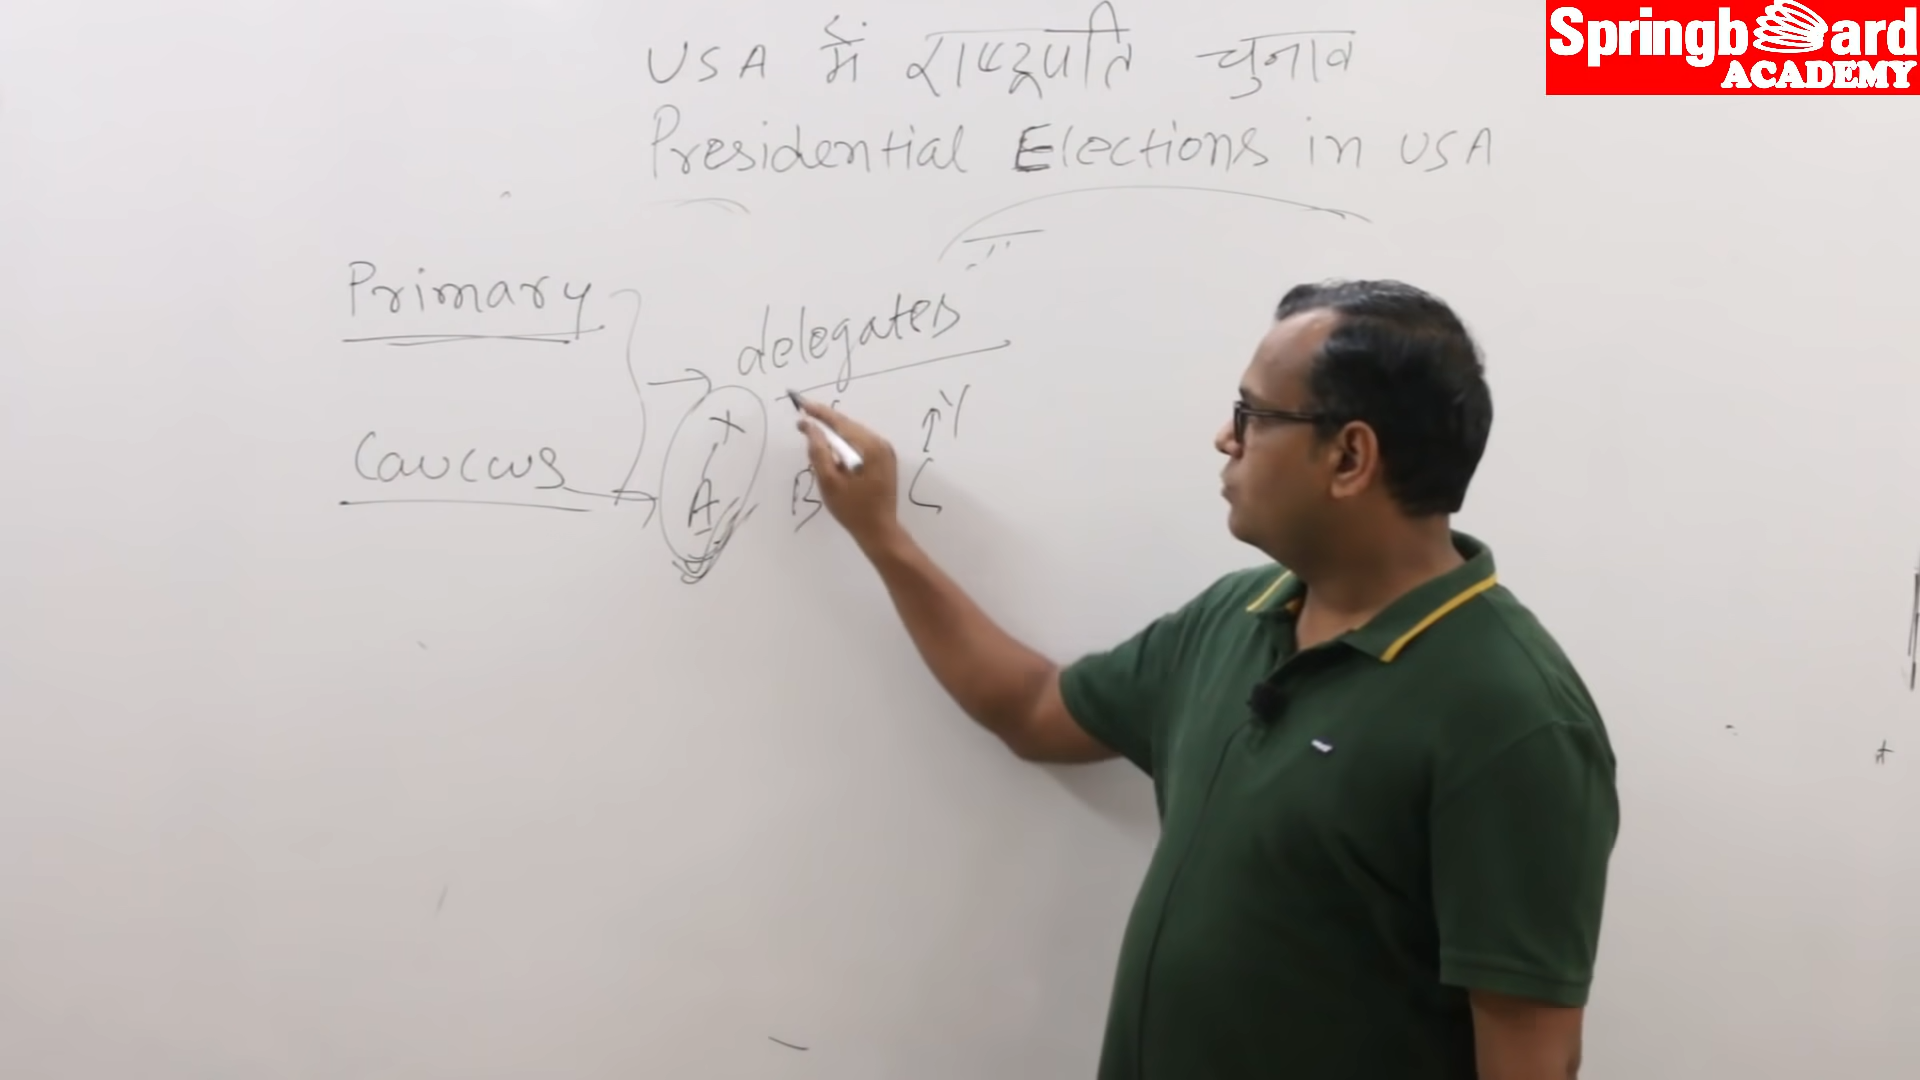 Springboard
ACADEMY
USA में राष्ट्रपति चुनाव
Presidential Elections in USA
Primary
delegates
Caucus
X
Y
A
B
C